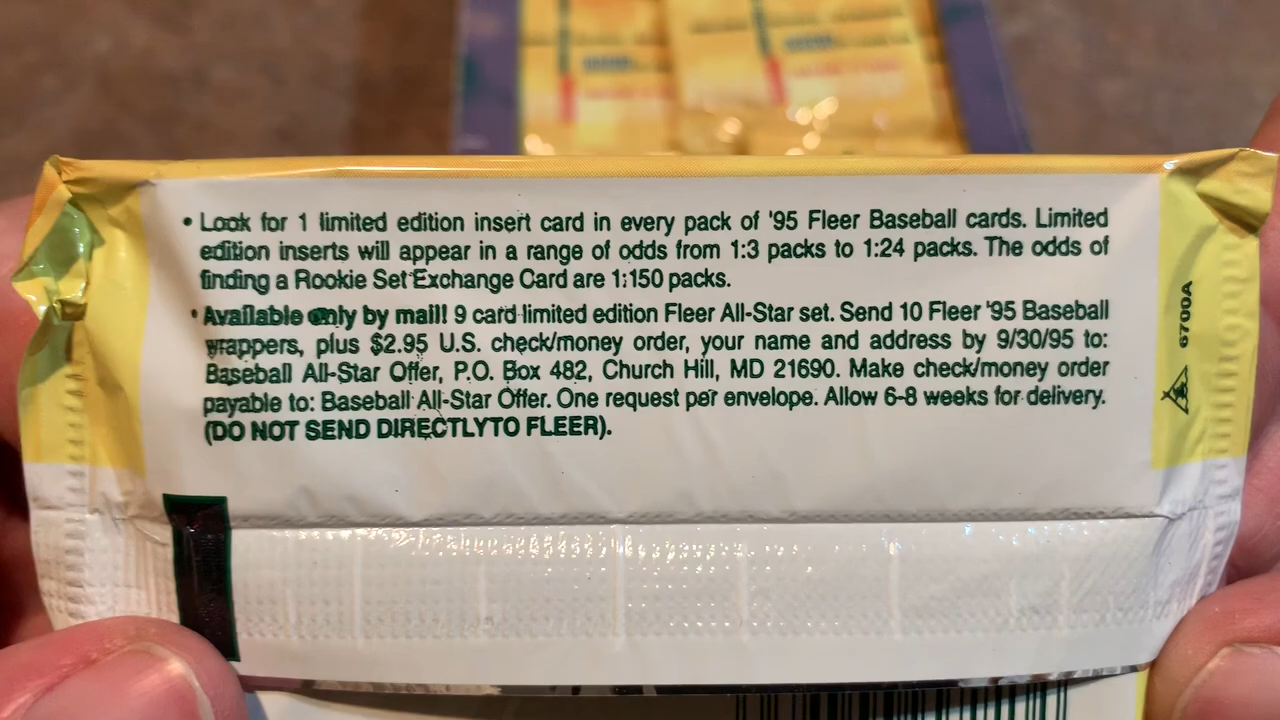 • Look for 1 limited edition insert card in every pack of '95 Fleer Baseball cards. Limited
edition inserts will appear in a range of odds from 1:3 packs to 1:24 packs. The odds of
finding a Rookie Set Exchange Card are 1:150 packs.
• Available only by mail! 9 card limited edition Fleer All-Star set. Send 10 Fleer '95 Baseball
wrappers, plus $2.95 U.S. check/money order, your name and address by 9/30/95 to:
Baseball All-Star Offer, P.O. Box 482, Church Hill, MD 21690. Make check/money order
payable to: Baseball All-Star Offer. One request per envelope. Allow 6-8 weeks for delivery.
(DO NOT SEND DIRECTLYTO FLEER).
6700A